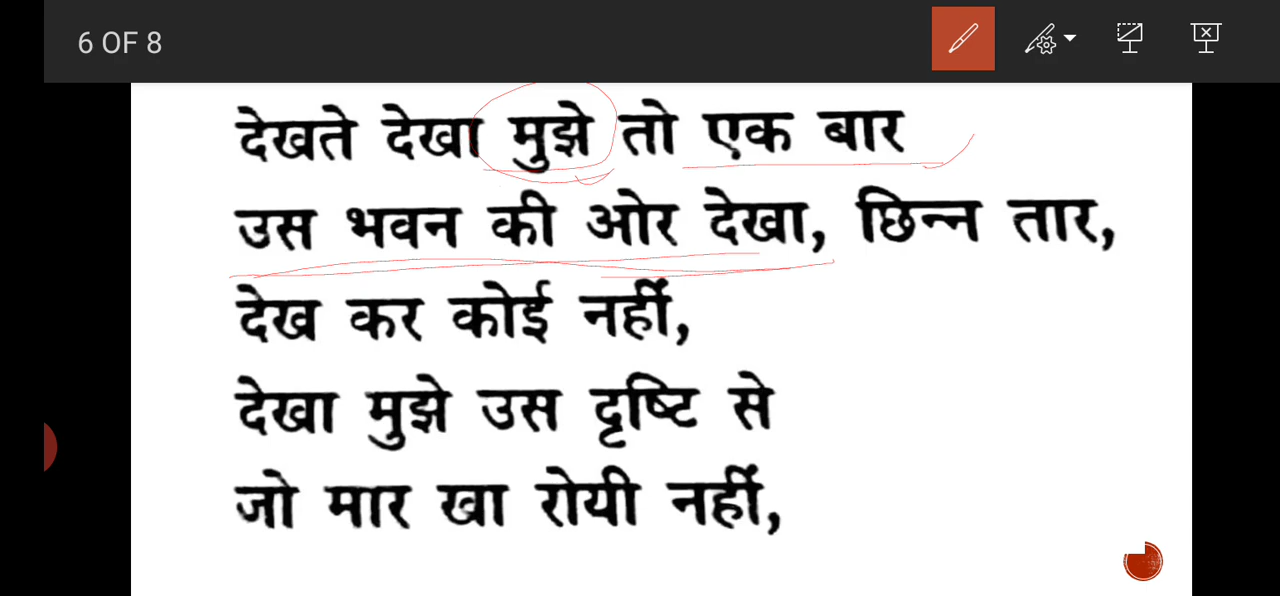 6 OF 8
देखते देखा मुझे तो एक बार
उस भवन की ओर देखा, छिन्न तार,
देख कर कोई नहीं,
देखा मुझे उस दृष्टि से
जो मार खा रोयी नहीं,